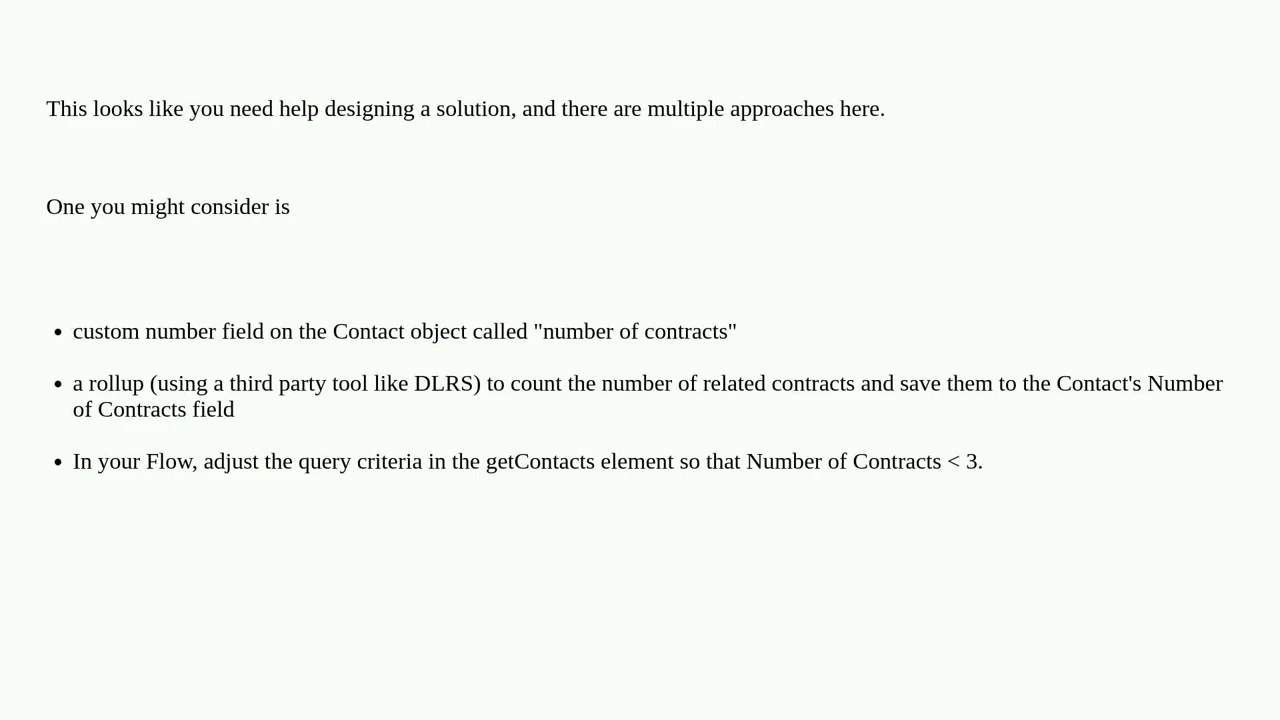 This looks like you need help designing a solution, and there are multiple approaches here.
One you might consider is
• custom number field on the Contact object called "number of contracts"
• a rollup (using a third party tool like DLRS) to count the number of related contracts and save them to the Contact's Number
of Contracts field
• In your Flow, adjust the query criteria in the getContacts element so that Number of Contracts < 3.